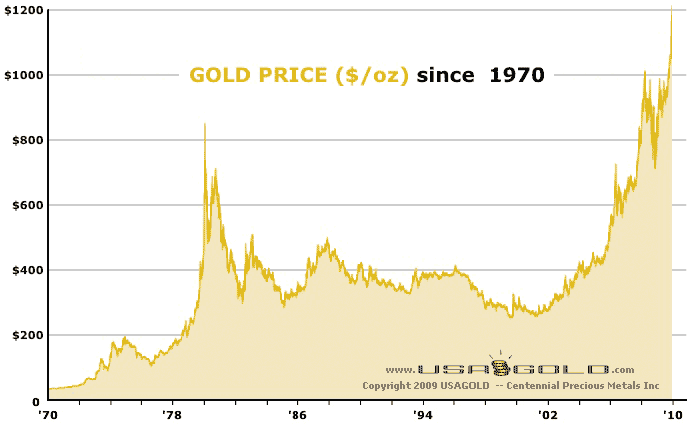 $1200
GOLD PRICE ($/oz) since 1970
$1000
$800
$600
$400
$200
www.USAGOLD.com
Copyright 2009 USAGOLD -- Centennial Precious Metals Inc
0
'70 '78 '86 '94 '02 '10